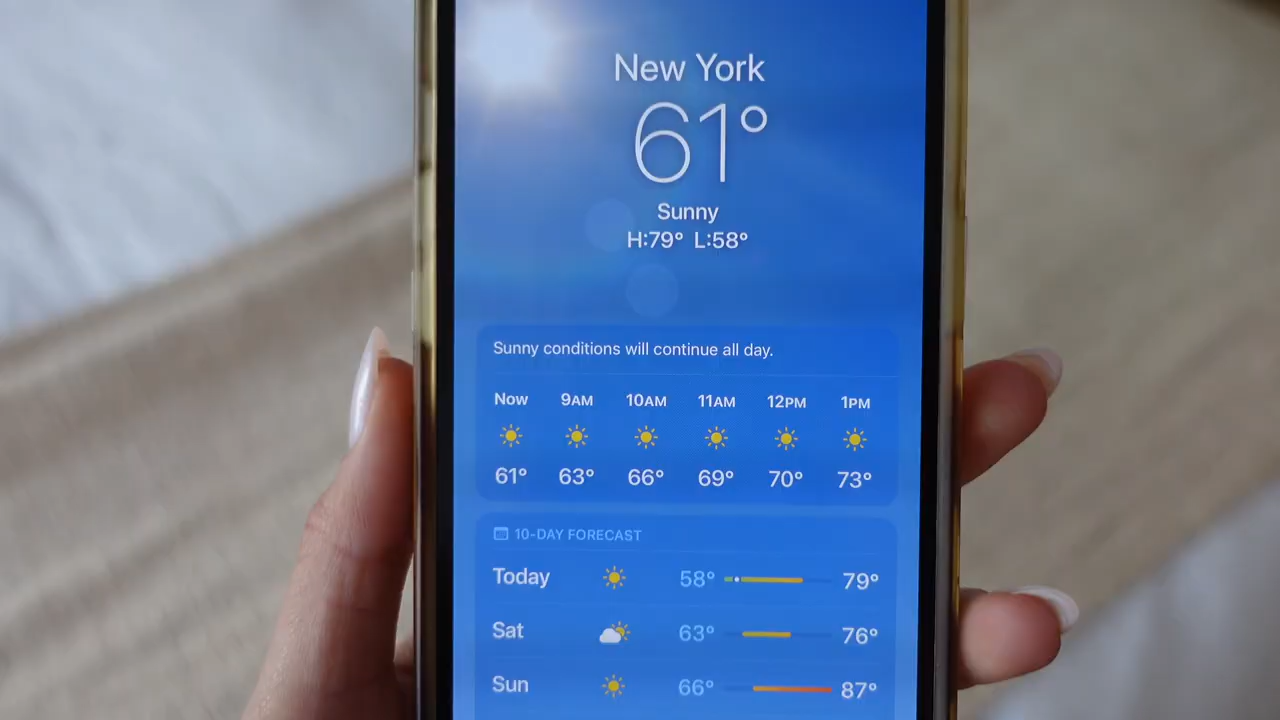 New York
61°
Sunny
H:79° L:58°
Sunny conditions will continue all day.
Now 9AM 10AM 11AM 12PM 1PM
61° 63° 66° 69° 70° 73°
10-DAY FORECAST
Today 58° 79°
Sat 63° 76°
Sun 66° 87°